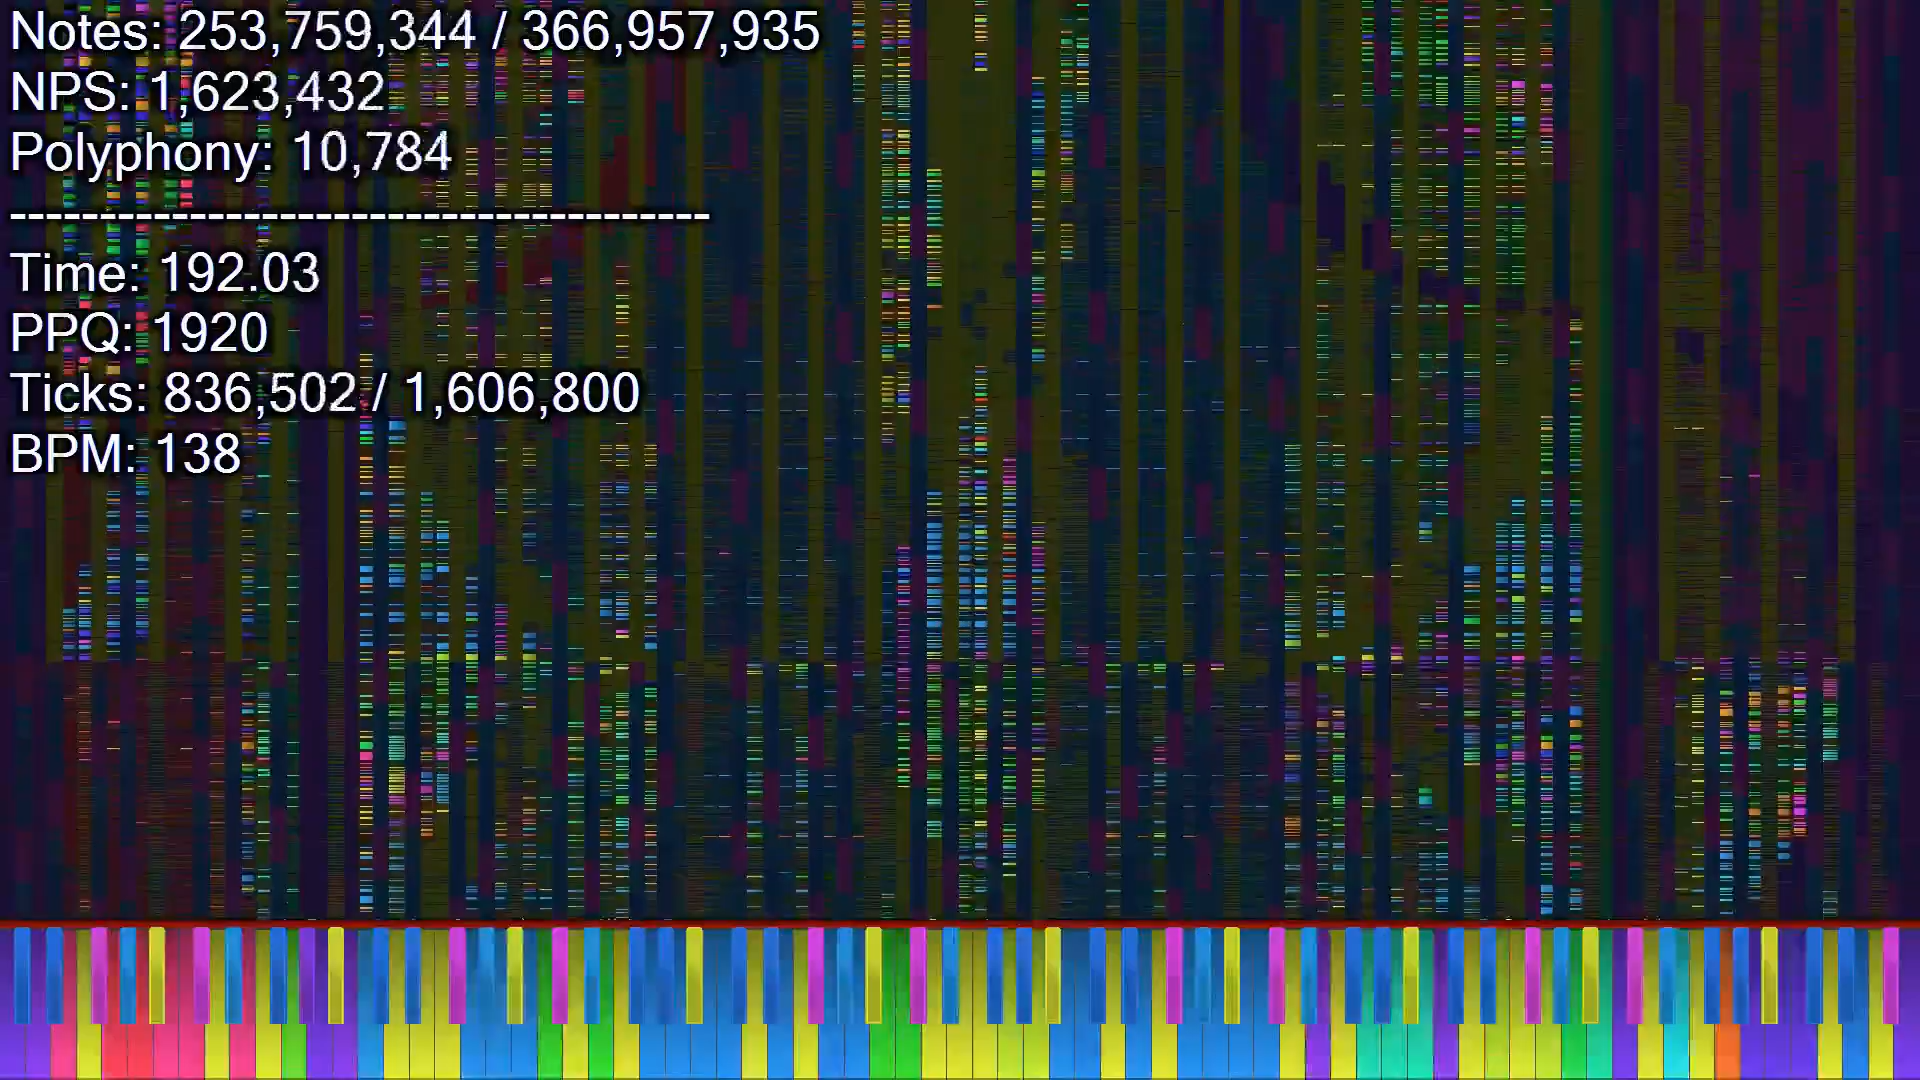 Notes: 253,759,344 / 366,957,935
NPS: 1,623,432
Polyphony: 10,784
---------------------------------------
Time: 192.03
PPQ: 1920
Ticks: 836,502 / 1,606,800
BPM: 138